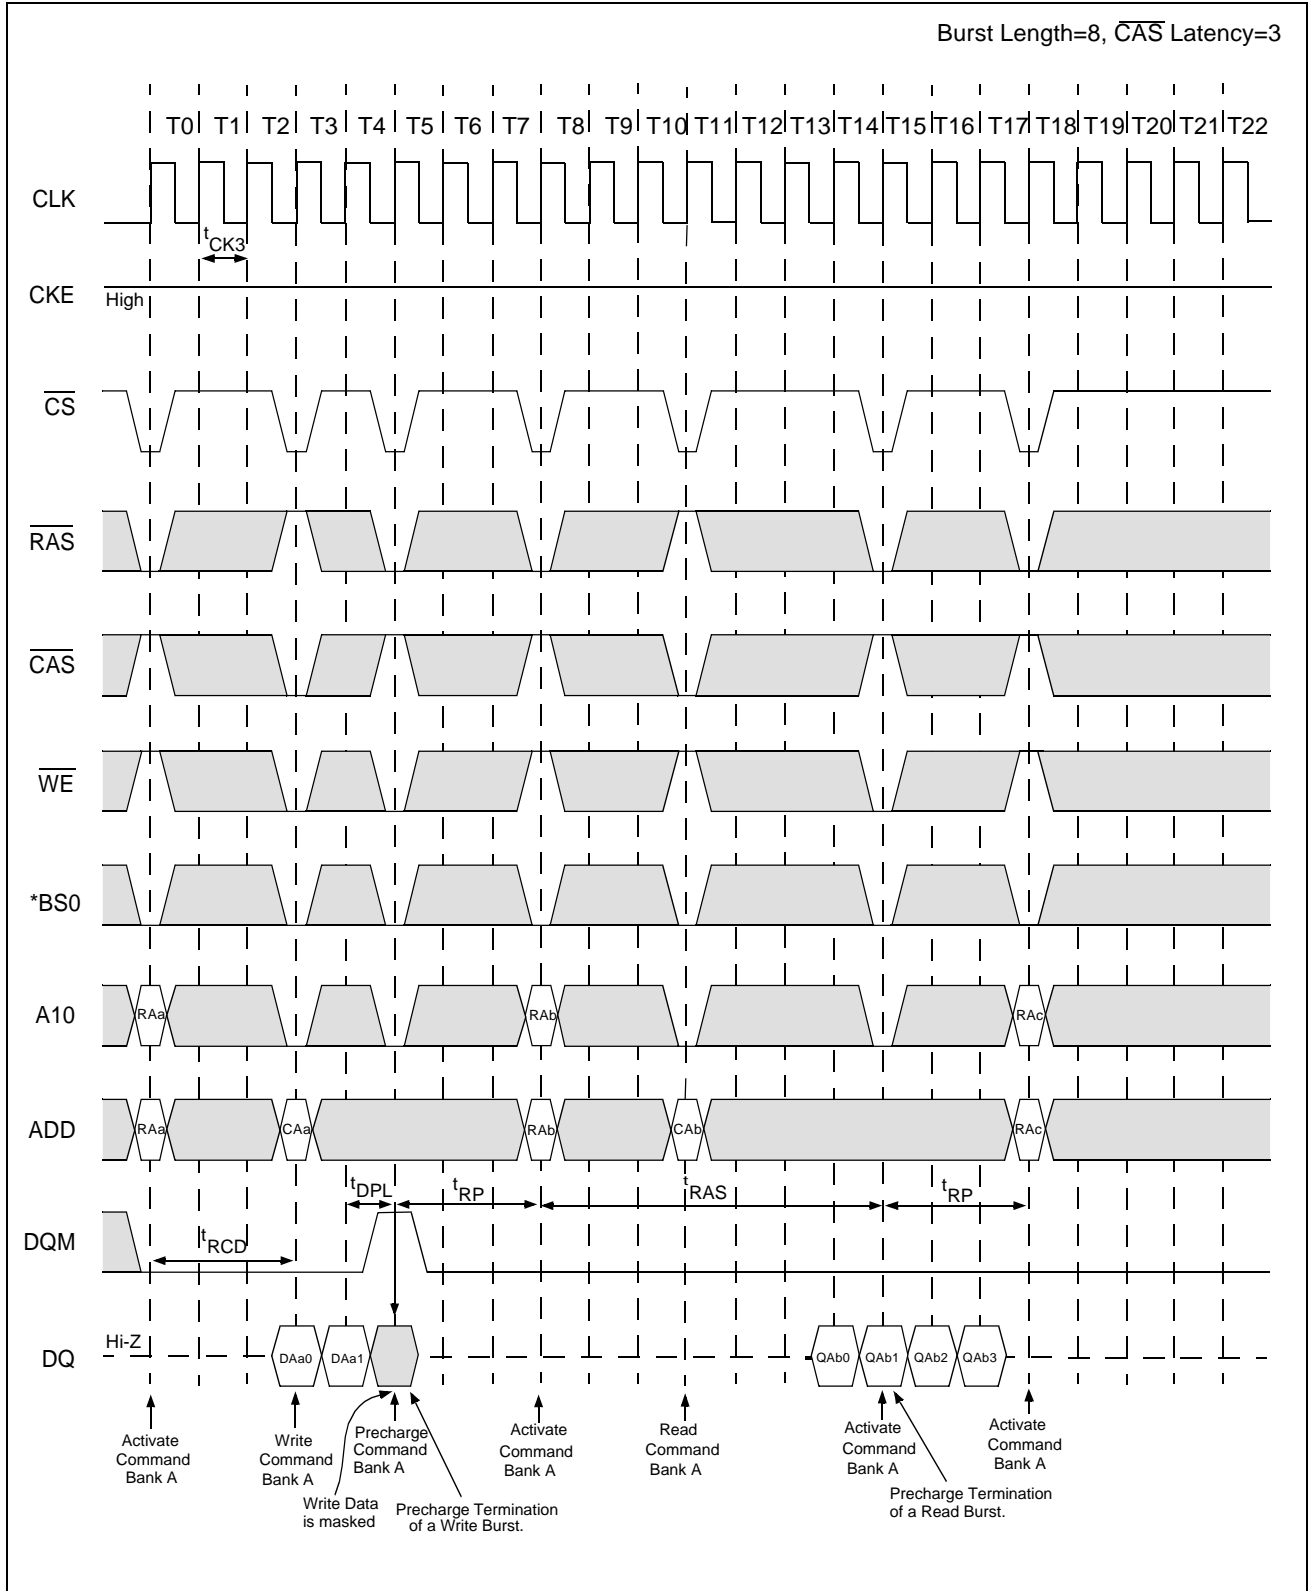 Burst Length=8, CAS Latency=3
T0 T1 T2 T3 T4 T5 T6 T7 T8 T9 T10 T11 T12 T13 T14 T15 T16 T17 T18 T19 T20 T21 T22
CLK
tCK3
CKE
High
CS
RAS
CAS
WE
*BS0
A10
RAa RAb RAc
ADD
RAa CAa RAb CAb RAc
tDPL tRP tRAS tRP
DQM
tRCD
Hi-Z
DQ
DAa0 DAa1 QAb0 QAb1 QAb2 QAb3
Activate
Command
Bank A
Write
Command
Bank A
Precharge
Command
Bank A
Activate
Command
Bank A
Read
Command
Bank A
Activate
Command
Bank A
Activate
Command
Bank A
Write Data
is masked
Precharge Termination
of a Write Burst.
Precharge Termination
of a Read Burst.